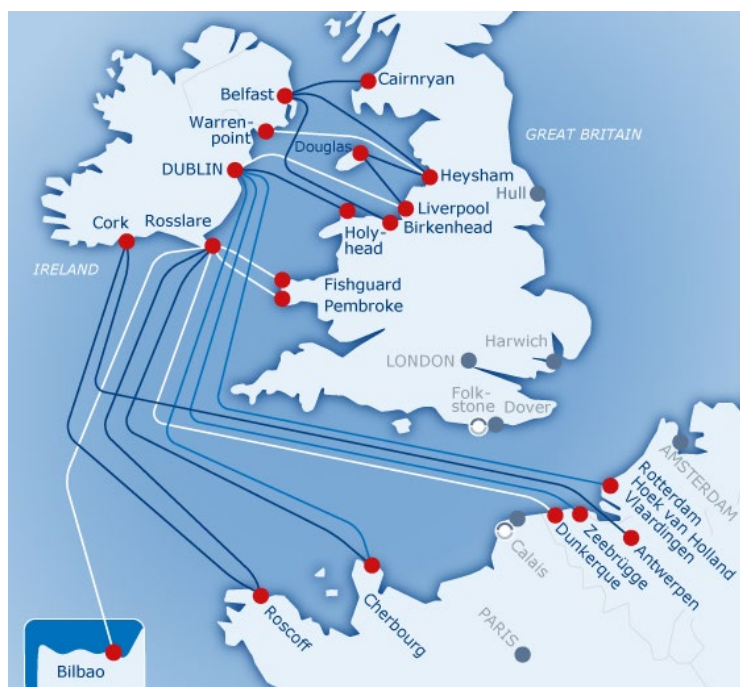 Belfast
Cairnryan
Warren-
point
GREAT BRITAIN
Douglas
DUBLIN
Heysham
Hull
Cork
Rosslare
Liverpool
Holy-
head
Birkenhead
IRELAND
Fishguard
Pembroke
Harwich
LONDON
Folk-
stone
Dover
AMSTERDAM
Rotterdam
Hoek van Holland
Vlaardingen
Antwerpen
Zeebrügge
Dunkerque
Calais
Cherbourg
Roscoff
PARIS
Bilbao